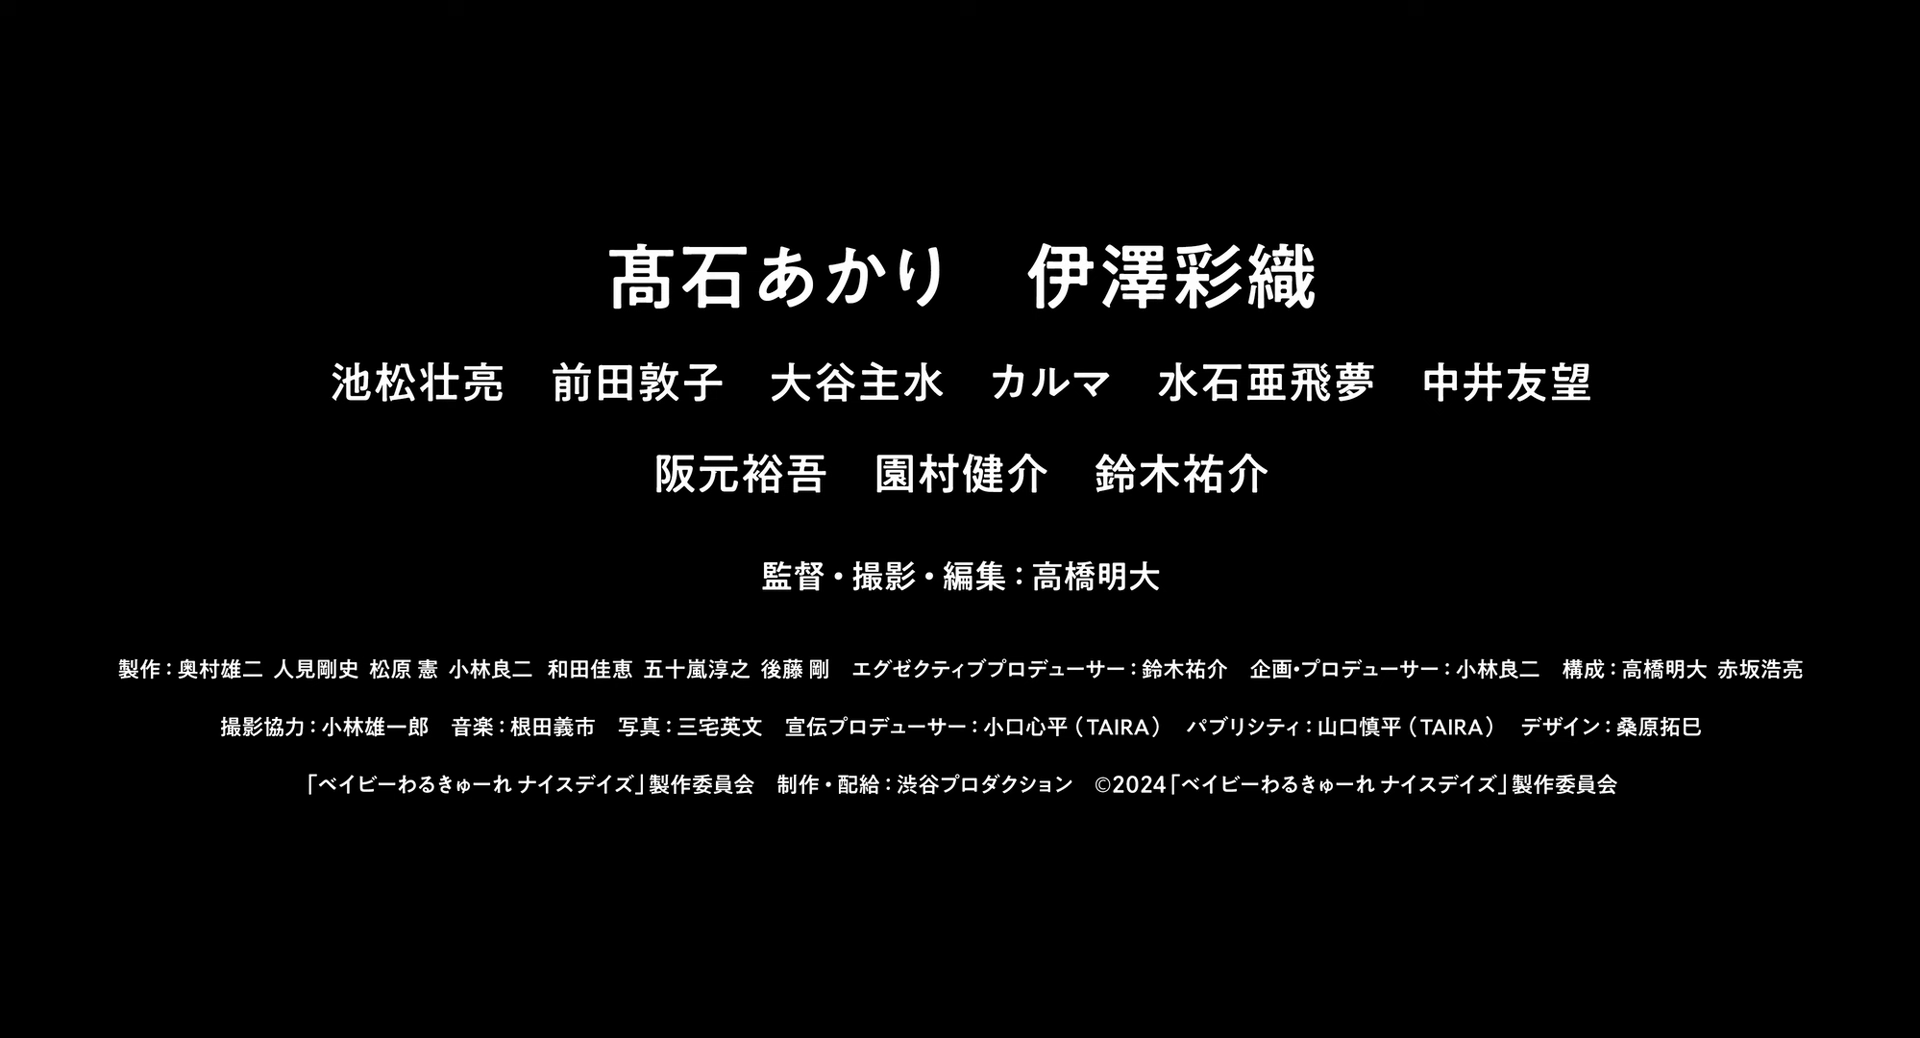 髙石あかり　伊澤彩織
池松壮亮　前田敦子　大谷主水　カルマ　水石亜飛夢　中井友望
阪元裕吾　園村健介　鈴木祐介
監督・撮影・編集：高橋明大
製作：奥村雄二 人見剛史 松原 憲 小林良二 和田佳恵 五十嵐淳之 後藤 剛　エグゼクティブプロデューサー：鈴木祐介　企画・プロデューサー：小林良二　構成：高橋明大 赤坂浩亮
撮影協力：小林雄一郎　音楽：根田義市　写真：三宅英文　宣伝プロデューサー：小口心平（TAIRA）　パブリシティ：山口慎平（TAIRA）　デザイン：桑原拓巳
「ベイビーわるきゅーれ ナイスデイズ」製作委員会　制作・配給：渋谷プロダクション　©2024「ベイビーわるきゅーれ ナイスデイズ」製作委員会